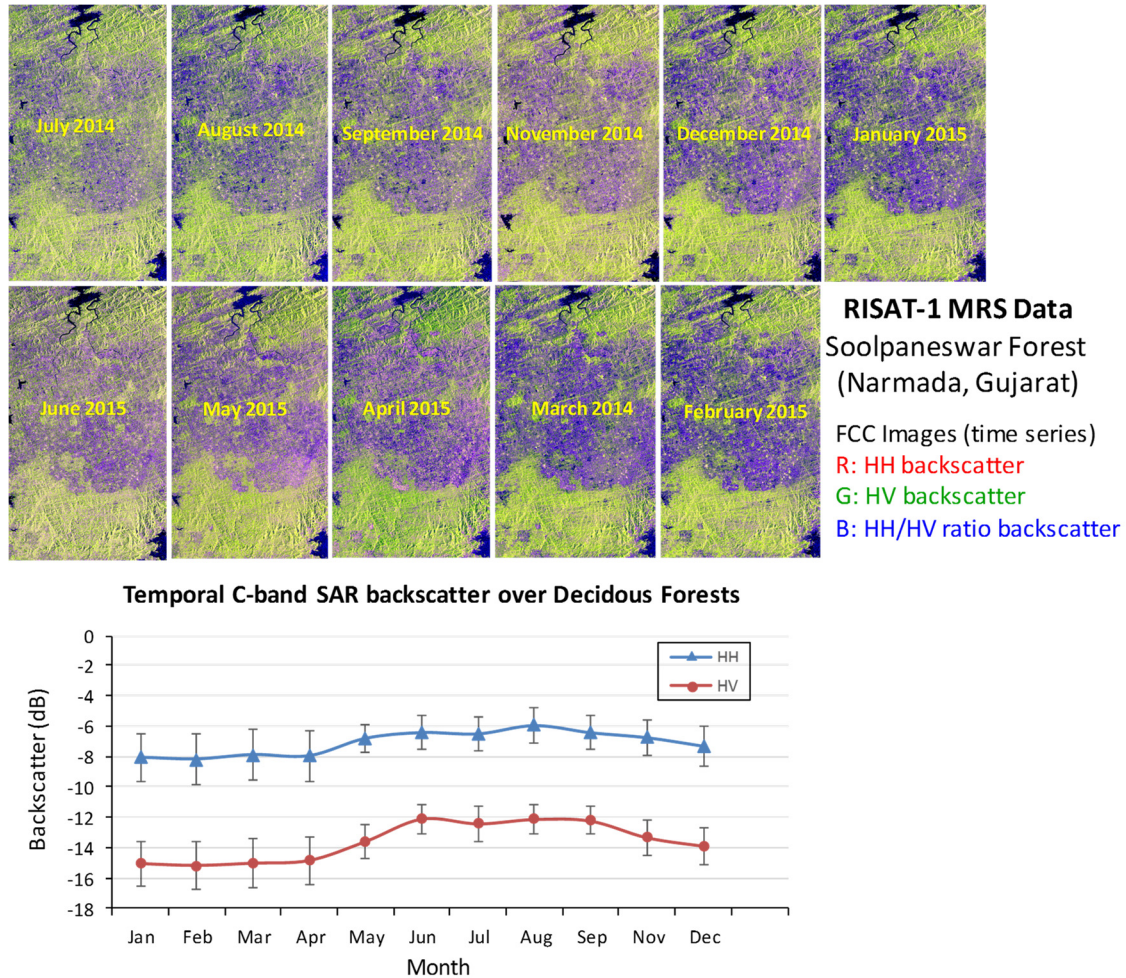 July 2014
August 2014
September 2014
November 2014
December 2014
January 2015
June 2015
May 2015
April 2015
March 2014
February 2015
RISAT-1 MRS Data
Soolpaneswar Forest
(Narmada, Gujarat)
FCC Images (time series)
R: HH backscatter
G: HV backscatter
B: HH/HV ratio backscatter
Temporal C-band SAR backscatter over Decidous Forests
Backscatter (dB)
0
-2
-4
-6
-8
-10
-12
-14
-16
-18
HH
HV
Jan Feb Mar Apr May Jun Jul Aug Sep Nov Dec
Month